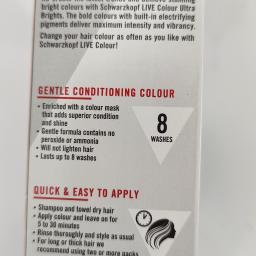 bright colours with Schwarzkopf LIVE Colour Ultra
Brights. The bold colours with built-in electrifying
pigments deliver maximum intensity and vibrancy.
Change your hair colour as often as you like with
Schwarzkopf LIVE Colour!
GENTLE CONDITIONING COLOUR
• Enriched with a colour mask
that adds superior condition
and shine
• Gentle formula contains no
peroxide or ammonia
• Will not lighten hair
• Lasts up to 8 washes
8
WASHES
QUICK & EASY TO APPLY
• Shampoo and towel dry hair
• Apply colour and leave on for
5 to 30 minutes
• Rinse thoroughly and style as usual
• For long or thick hair we
recommend using two or more packs